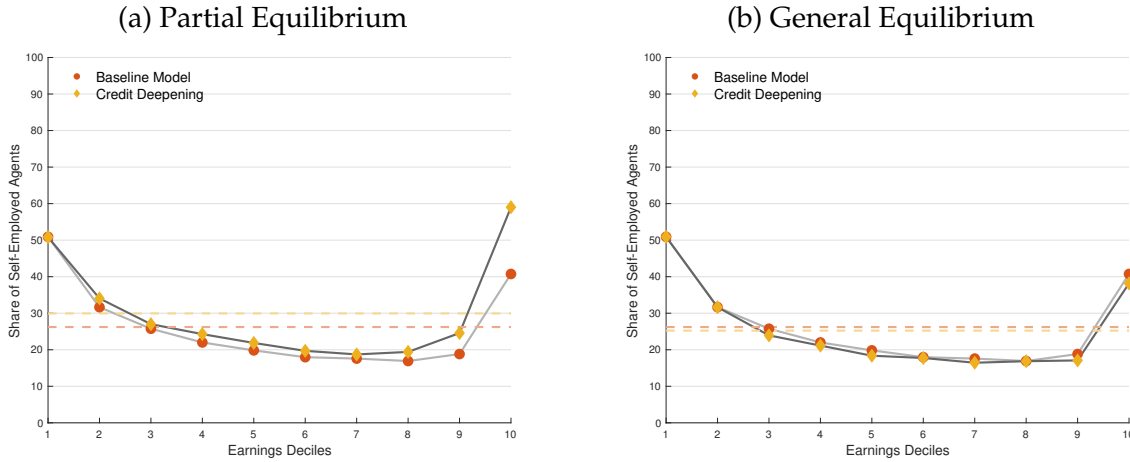 (a) Partial Equilibrium
100
90
80
70
60
50
40
30
20
10
0
Share of Self-Employed Agents
Baseline Model
Credit Deepening
1 2 3 4 5 6 7 8 9 10
Earnings Deciles
(b) General Equilibrium
100
90
80
70
60
50
40
30
20
10
0
Share of Self-Employed Agents
Baseline Model
Credit Deepening
1 2 3 4 5 6 7 8 9 10
Earnings Deciles